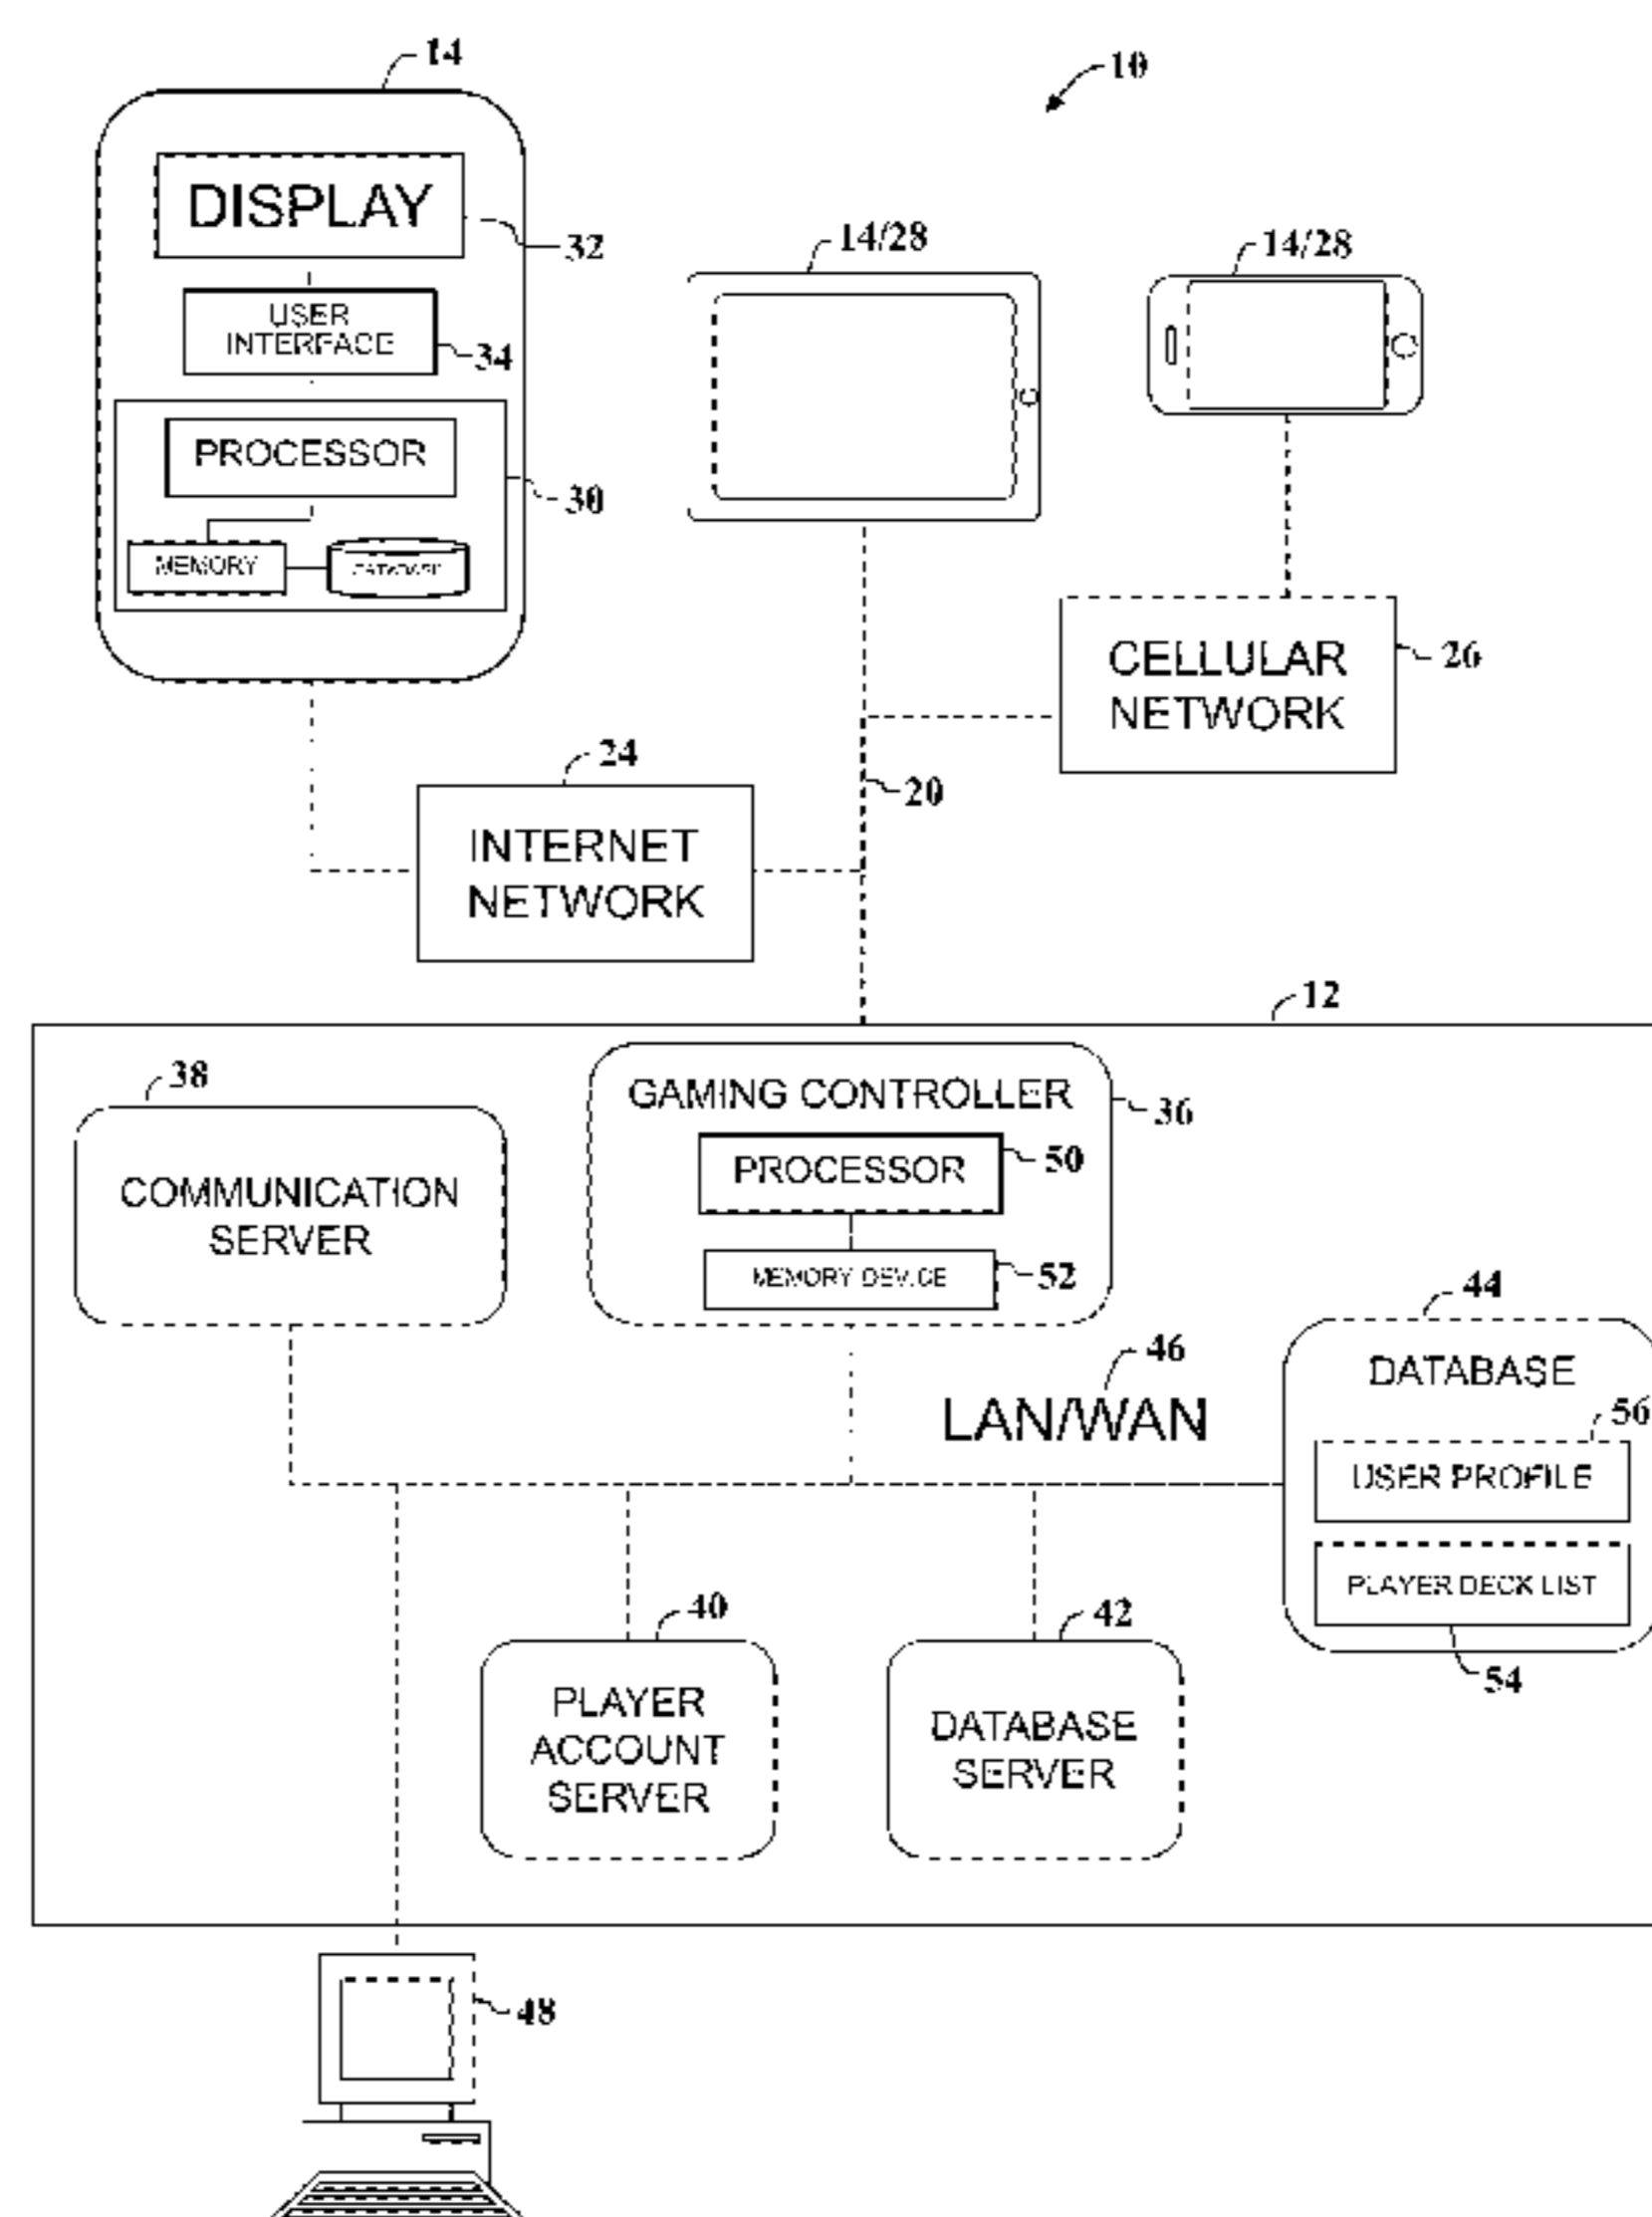 14
10
DISPLAY
32
14/28
14/28
USER
INTERFACE
34
PROCESSOR
30
MEMORY
DATABASE
CELLULAR
NETWORK
26
24
20
INTERNET
NETWORK
12
38
GAMING CONTROLLER
36
COMMUNICATION
SERVER
PROCESSOR
50
MEMORY DEVICE
52
44
DATABASE
46
LAN/WAN
56
USER PROFILE
PLAYER DECK LIST
54
40
42
PLAYER
ACCOUNT
SERVER
DATABASE
SERVER
48